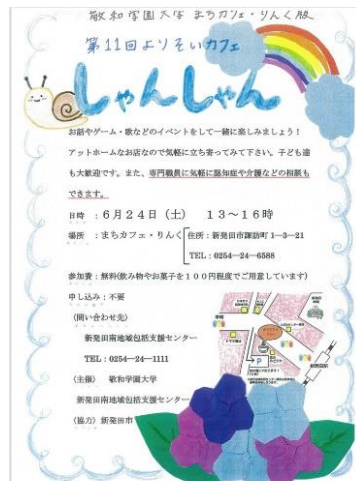 敬和学園大学 まちカフェ・りんく版
第11回よりそいカフェ
しゃんしゃん
お話やゲーム・歌などのイベントをして一緒に楽しみましょう！
アットホームなお店なので気軽に立ち寄ってみて下さい。子ども達
も大歓迎です。また、専門職員に気軽に認知症や介護などの相談も
できます。
日時 ：６月２４日（土） １３～１６時
場所 ：まちカフェ・りんく 住所：新発田市諏訪町 1－3－21
TEL：0254－24－6588
参加費：無料(飲み物やお菓子を１００円程度でご用意しています)
申し込み：不要
(問い合わせ先)
新発田南地域包括支援センター
TEL：0254－24－1111
(主催) 敬和学園大学
新発田南地域包括支援センター
(協力) 新発田市
P